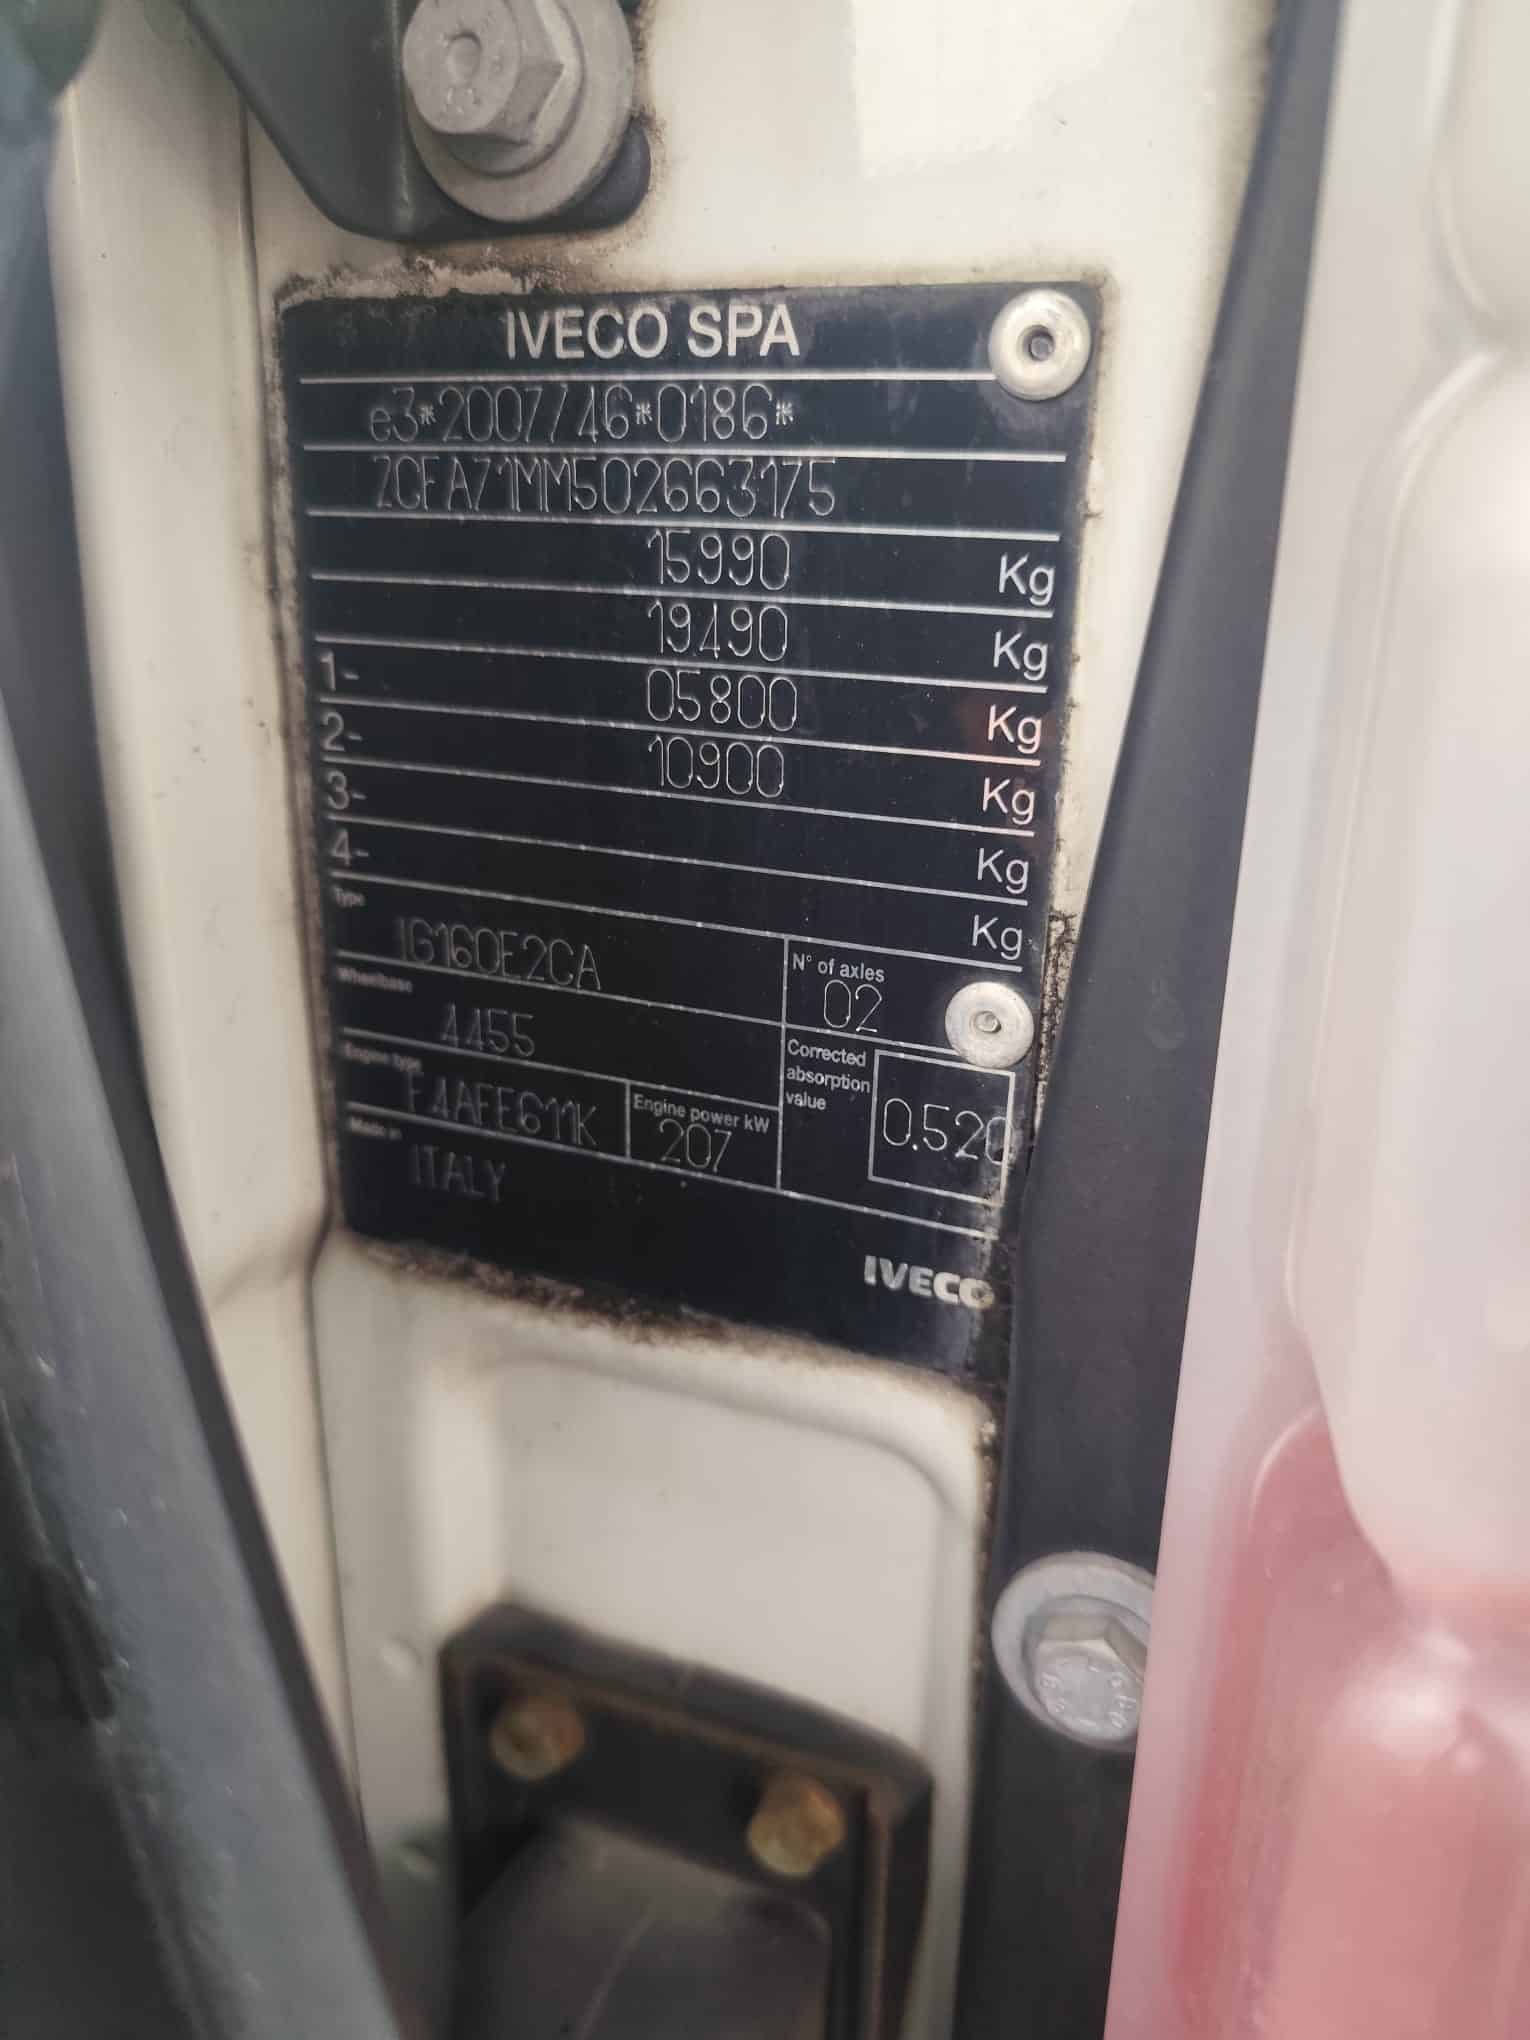 IVECO SPA
e3*2007/46*0186*
ZCFA71MM502663175
15990 Kg
19490 Kg
1- 05800 Kg
2- 10900 Kg
3- Kg
4- Kg
Type
IG160E2CA
N° of axles
02
Wheelbase
4455
Corrected
absorption
value
0.520
Engine type
F4AFE611K
Engine power kW
207
Made in
ITALY
IVECO